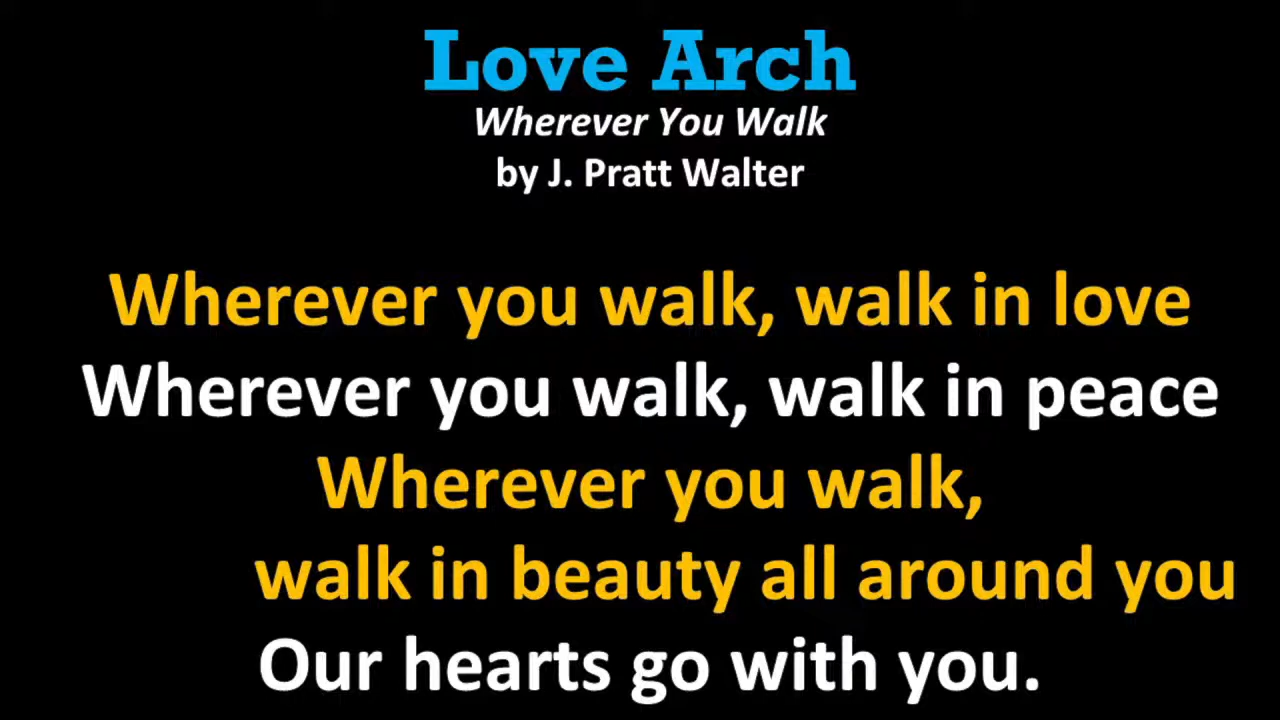 Love Arch
Wherever You Walk
by J. Pratt Walter
Wherever you walk, walk in love
Wherever you walk, walk in peace
Wherever you walk,
walk in beauty all around you
Our hearts go with you.